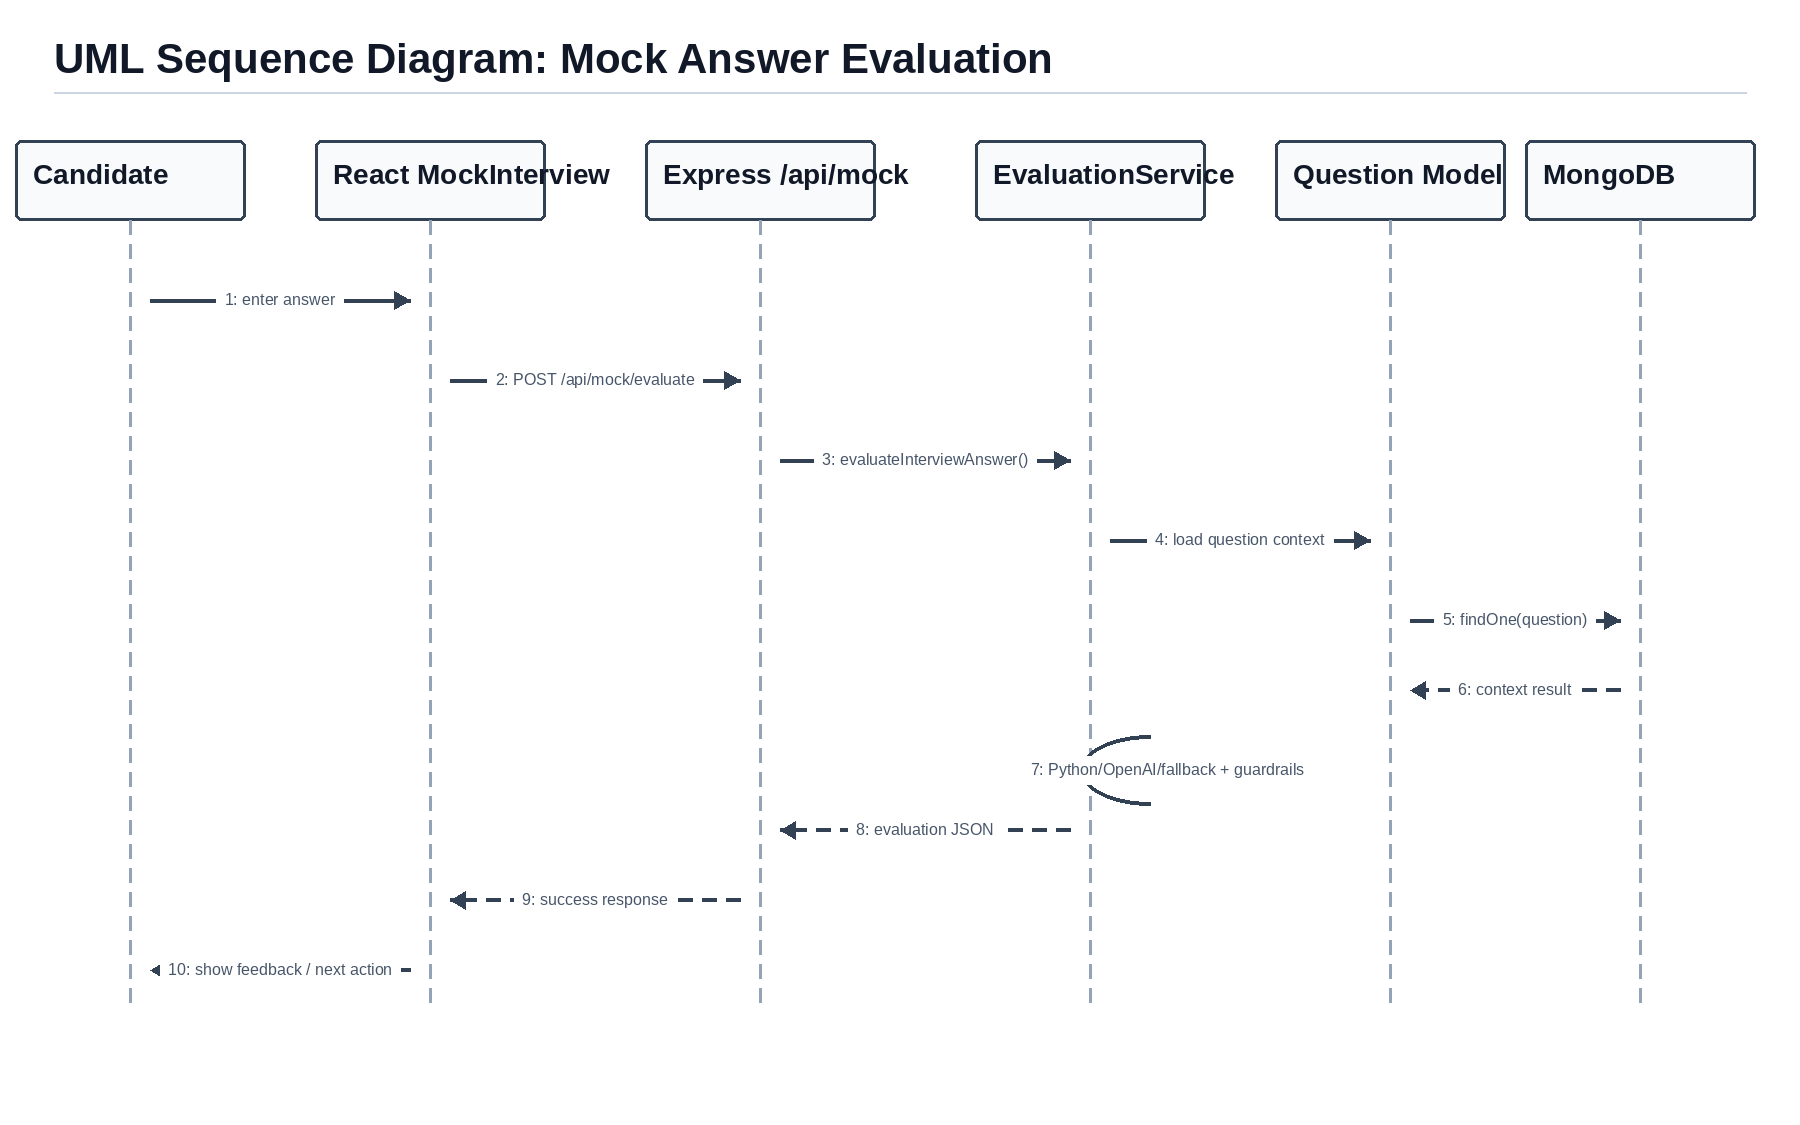 UML Sequence Diagram: Mock Answer Evaluation
Candidate
React MockInterview
Express /api/mock
EvaluationService
Question Model
MongoDB
1: enter answer
2: POST /api/mock/evaluate
3: evaluateInterviewAnswer()
4: load question context
5: findOne(question)
6: context result
7: Python/OpenAI/fallback + guardrails
8: evaluation JSON
9: success response
10: show feedback / next action